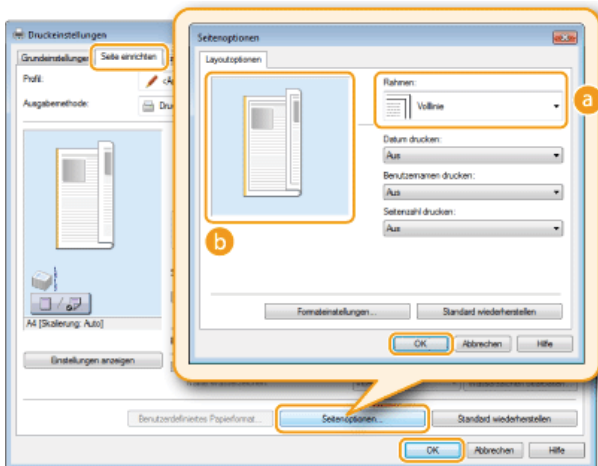 Druckeinstellungen
Grundeinstellungen
Seite einrichten
Profil:
Ausgabemethode:
A4 [Skalierung: Auto]
Einstellungen anzeigen
Benutzerdefiniertes Papierformat...
Seitenoptionen...
Standard wiederherstellen
OK
Abbrechen
Hilfe
Seitenoptionen
Layoutoptionen
Rahmen:
Volllinie
a
b
Datum drucken:
Aus
Benutzernamen drucken:
Aus
Seitenzahl drucken:
Aus
Formateinstellungen...
Standard wiederherstellen
OK
Abbrechen
Hilfe